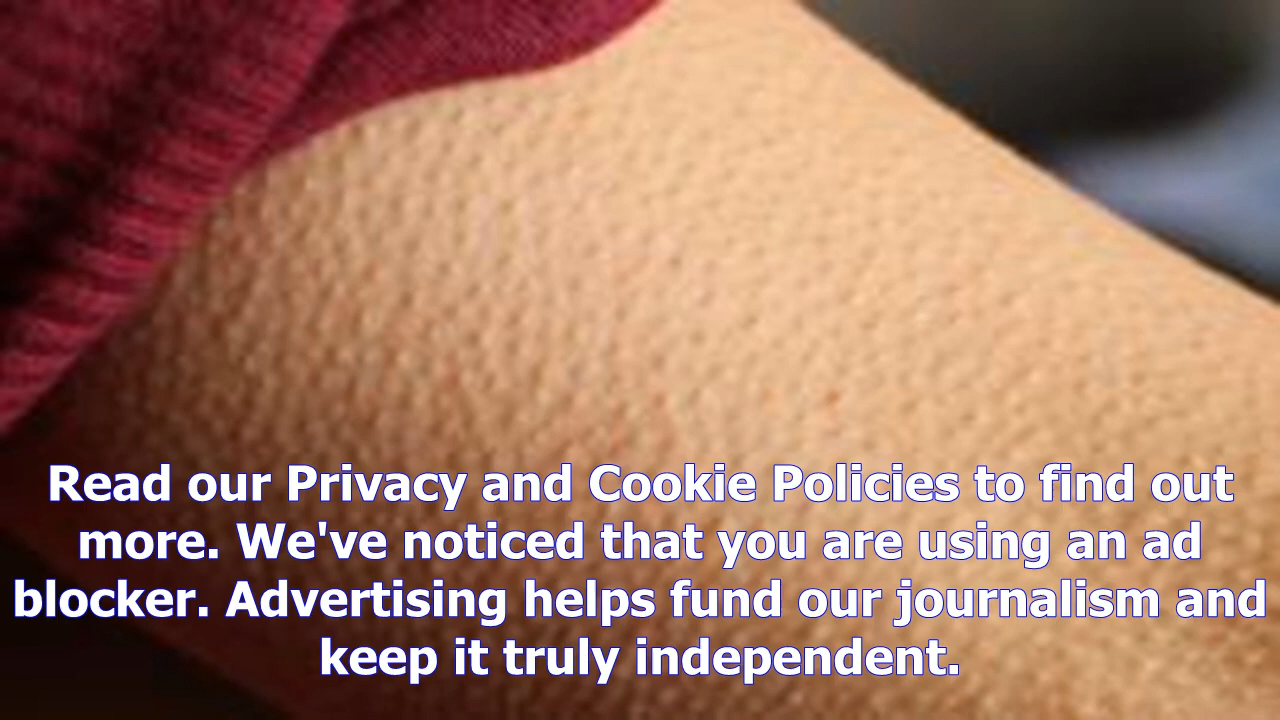 Read our Privacy and Cookie Policies to find out
more. We've noticed that you are using an ad
blocker. Advertising helps fund our journalism and
keep it truly independent.